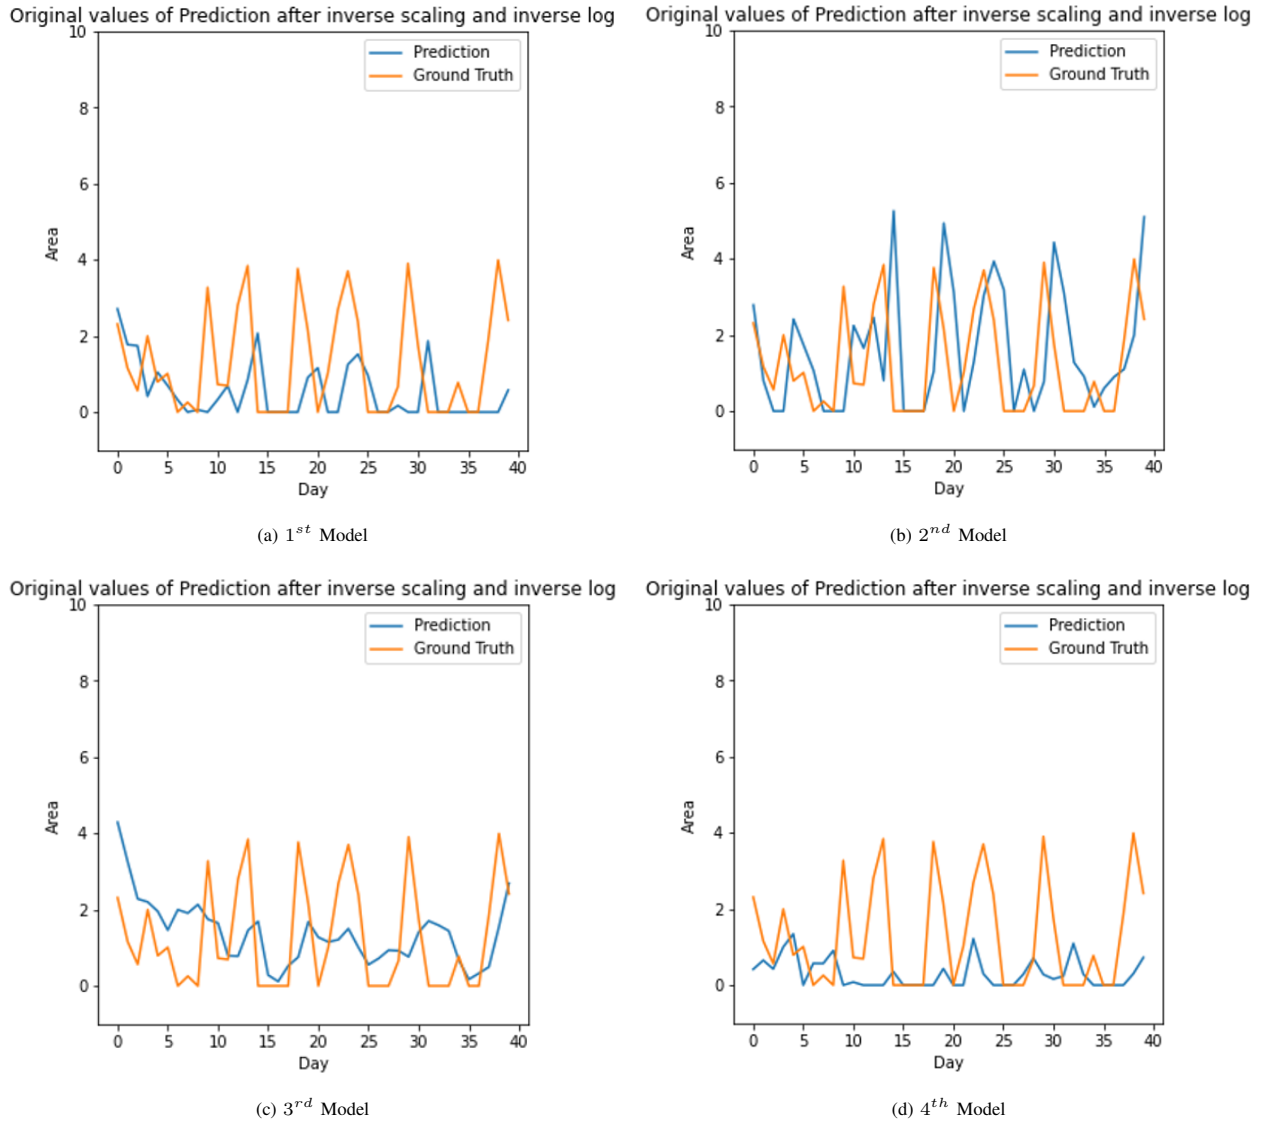 Original values of Prediction after inverse scaling and inverse log
10
8
6
4
2
0
Area
Prediction
Ground Truth
0 5 10 15 20 25 30 35 40
Day
(a) 1st Model
Original values of Prediction after inverse scaling and inverse log
10
8
6
4
2
0
Area
Prediction
Ground Truth
0 5 10 15 20 25 30 35 40
Day
(b) 2nd Model
Original values of Prediction after inverse scaling and inverse log
10
8
6
4
2
0
Area
Prediction
Ground Truth
0 5 10 15 20 25 30 35 40
Day
(c) 3rd Model
Original values of Prediction after inverse scaling and inverse log
10
8
6
4
2
0
Area
Prediction
Ground Truth
0 5 10 15 20 25 30 35 40
Day
(d) 4th Model